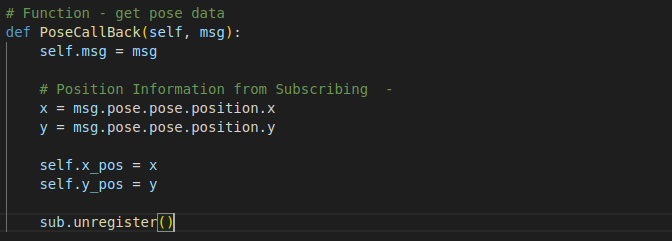 # Function - get pose data
def PoseCallBack(self, msg):
    self.msg = msg
    # Position Information from Subscribing  -
    x = msg.pose.pose.position.x
    y = msg.pose.pose.position.y
    self.x_pos = x
    self.y_pos = y
    sub.unregister()